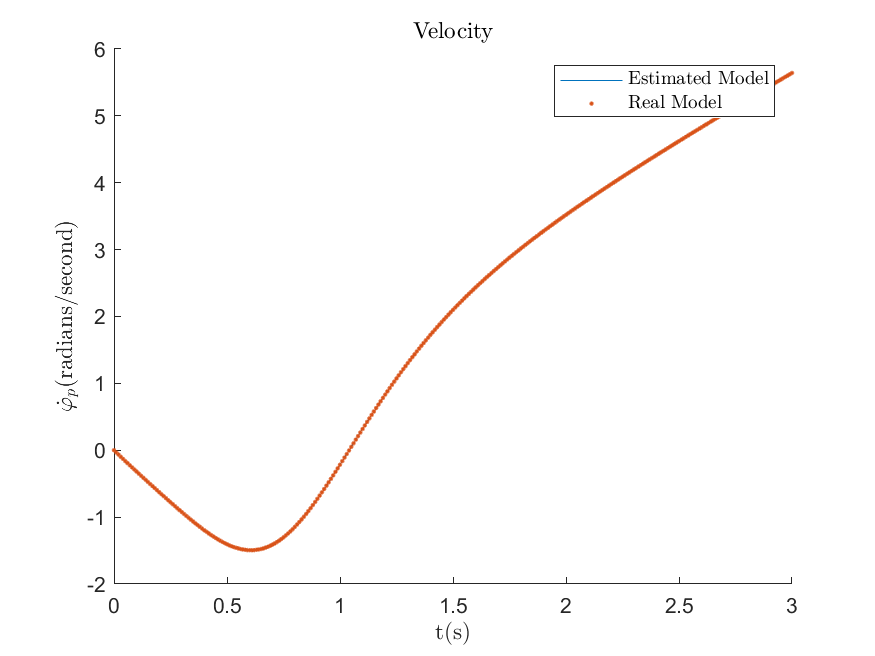 Velocity
Estimated Model
Real Model
6
5
4
3
2
1
0
-1
-2
φ̇ₚ(radians/second)
0 0.5 1 1.5 2 2.5 3
t(s)